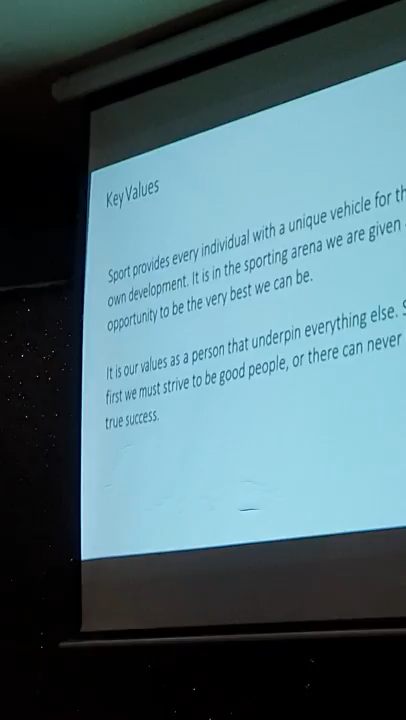 Key Values
Sport provides every individual with a unique vehicle for
own development. It is in the sporting arena we are given
opportunity to be the very best we can be.
It is our values as a person that underpin everything else.
first we must strive to be good people, or there can never
true success.